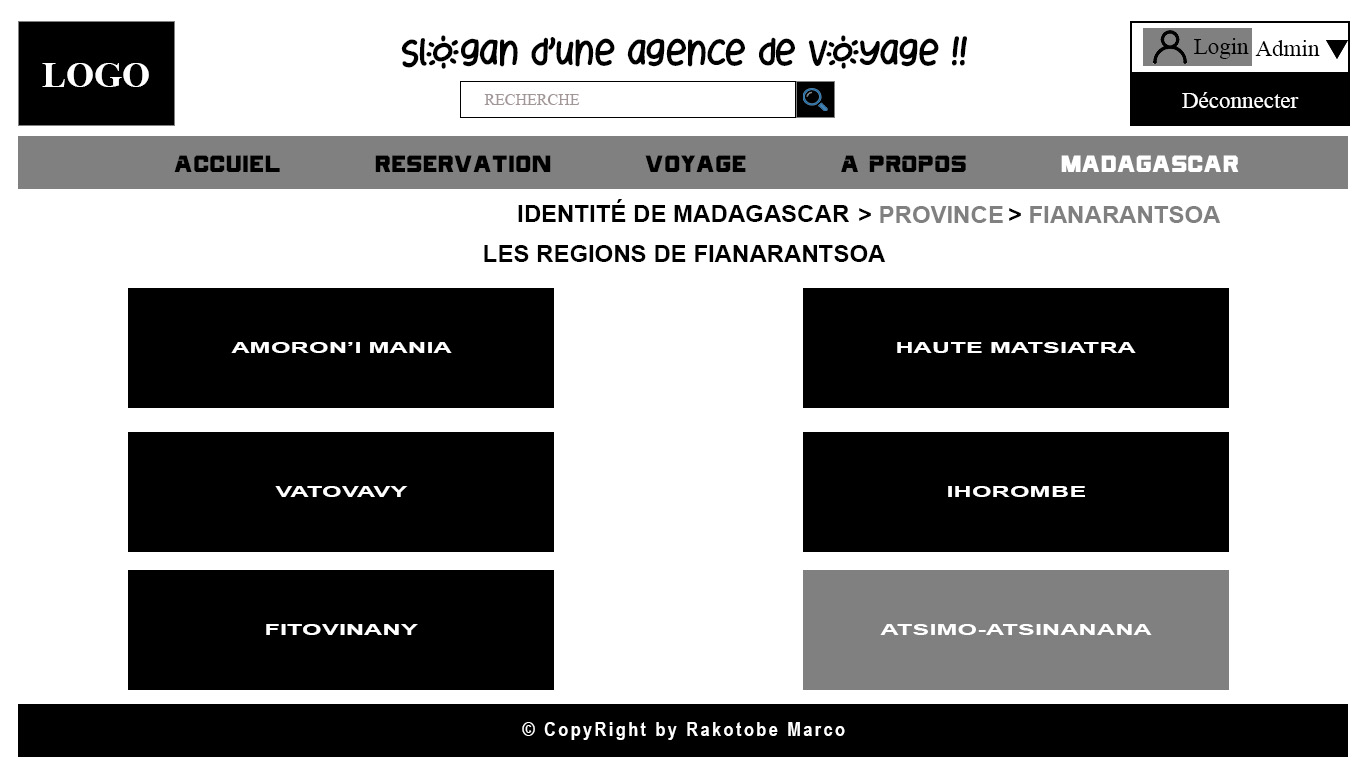 LOGO
slogan d'une agence de voyage !!
RECHERCHE
Login Admin
Déconnecter
ACCUIEL RESERVATION VOYAGE A PROPOS MADAGASCAR
IDENTITÉ DE MADAGASCAR > PROVINCE > FIANARANTSOA
LES REGIONS DE FIANARANTSOA
AMORON’I MANIA
HAUTE MATSIATRA
VATOVAVY
IHOROMBE
FITOVINANY
ATSIMO-ATSINANANA
© CopyRight by Rakotobe Marco